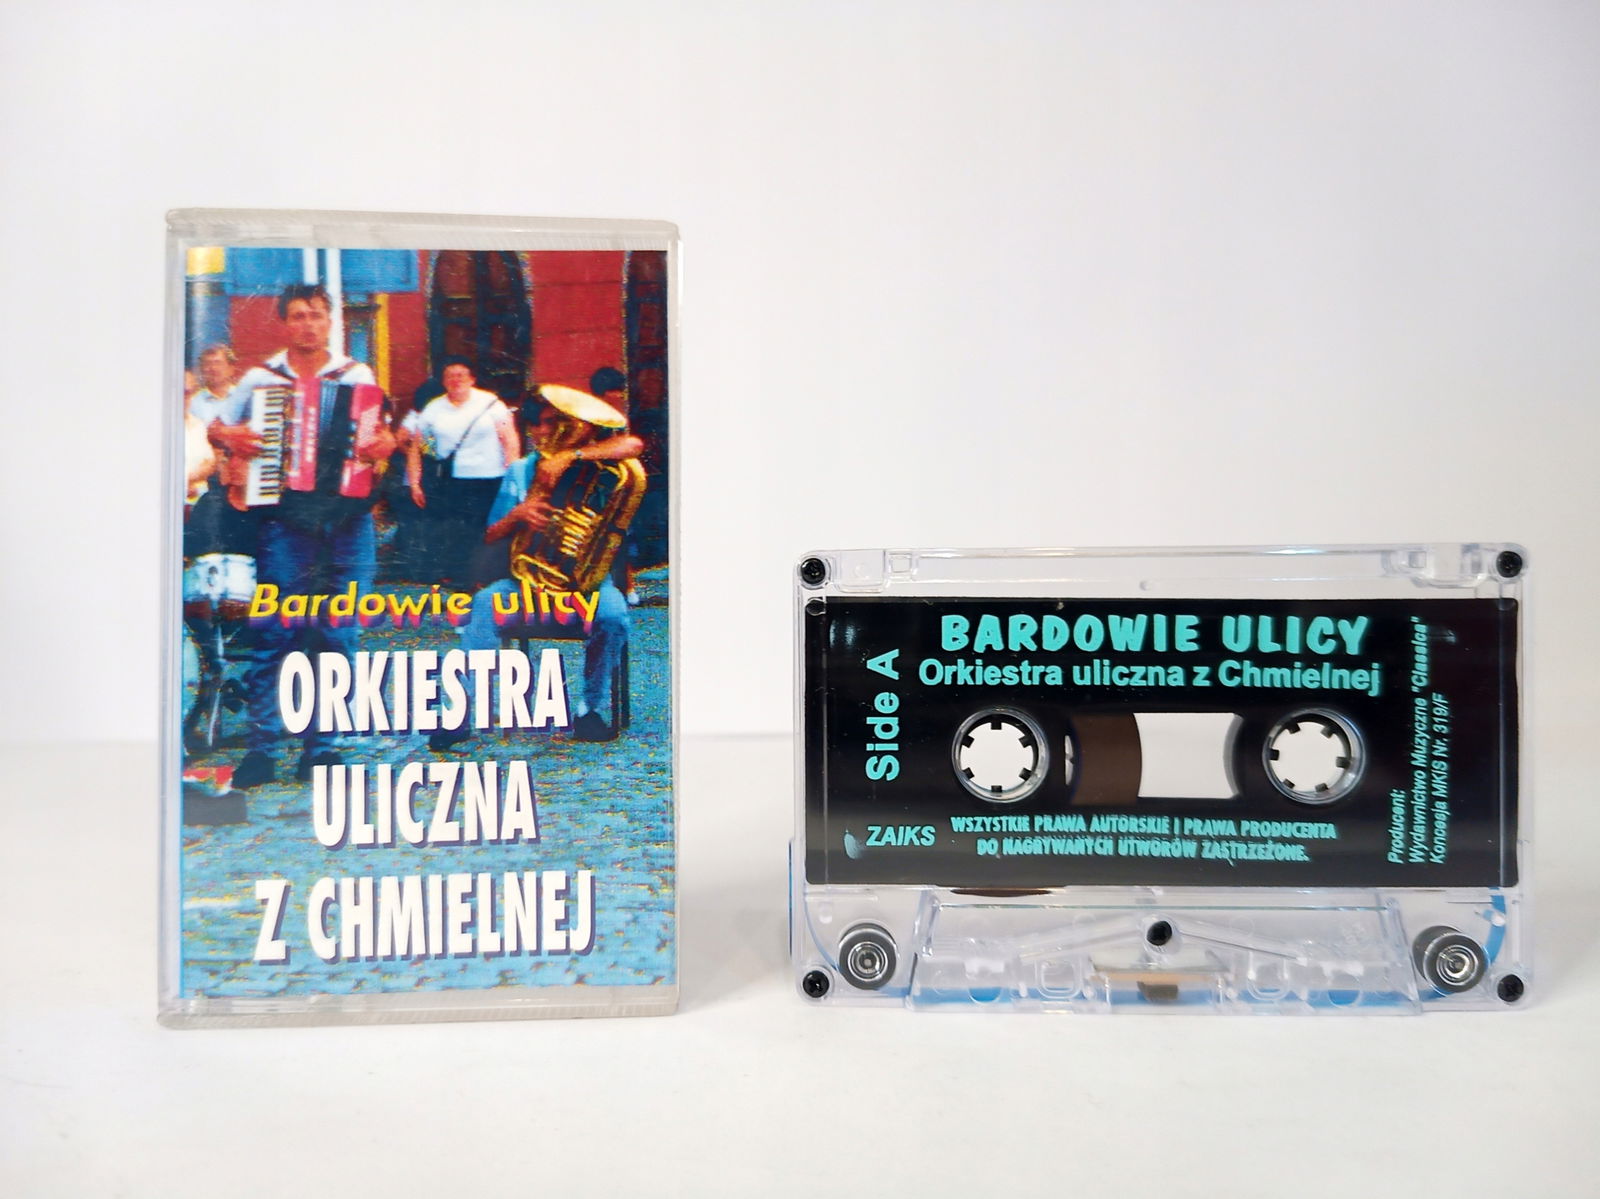 Bardowie ulicy
ORKIESTRA
ULICZNA
Z CHMIELNEJ
BARDOWIE ULICY
Orkiestra uliczna z Chmielnej
Side A
ZAIKS
WSZYSTKIE PRAWA AUTORSKIE I PRAWA PRODUCENTA
DO NAGRYWANYCH UTWORÓW ZASTRZEŻONE.
Producent:
Wydawnictwo Muzyczne "Classica"
Koncesja MKiS Nr. 319/F